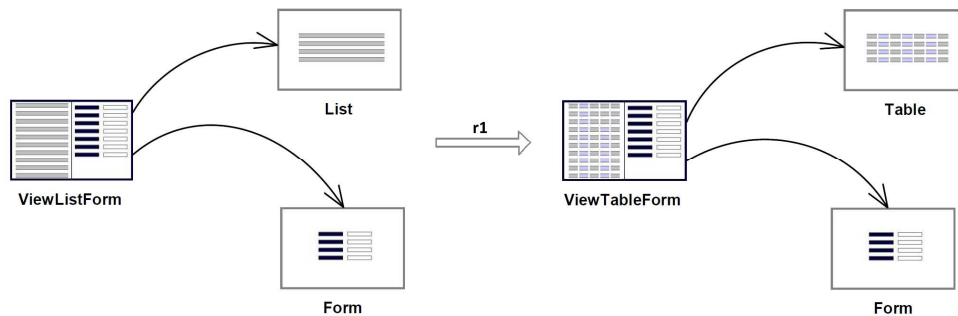 List
ViewListForm
Form
r1
Table
ViewTableForm
Form